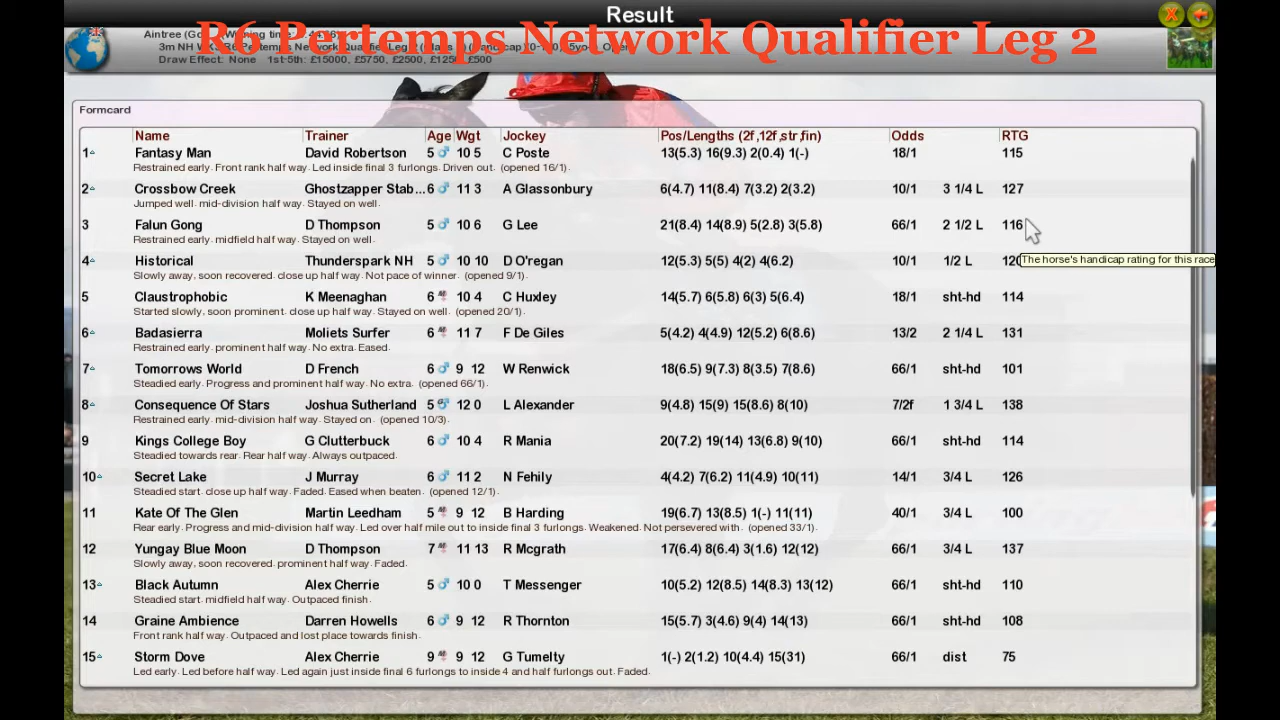 Result
R6 Pertemps Network Qualifier Leg 2
Draw Effect: None 1st-5th: £15000, £5750, £2500,
Formcard
Name Trainer Age Wgt Jockey Pos/Lengths (2f,12f,str,fin) Odds RTG
1 Fantasy Man David Robertson 5 10 5 C Poste 13(5.3) 16(9.3) 2(0.4) 1(-) 18/1 115
Restrained early. Front rank half way. Led inside final 3 furlongs. Driven out. (opened 16/1).
2 Crossbow Creek Ghostzapper Stab... 6 11 3 A Glassonbury 6(4.7) 11(8.4) 7(3.2) 2(3.2) 10/1 3 1/4 L 127
Jumped well. mid-division half way. Stayed on well.
3 Falun Gong D Thompson 5 10 6 G Lee 21(8.4) 14(8.9) 5(2.8) 3(5.8) 66/1 2 1/2 L 116
Restrained early. midfield half way. Stayed on well.
4 Historical Thunderspark NH 5 10 10 D O'regan 12(5.3) 5(5) 4(2) 4(6.2) 10/1 1/2 L 120
The horse's handicap rating for this race
Slowly away, soon recovered. close up half way. Not pace of winner. (opened 9/1).
5 Claustrophobic K Meenaghan 6 10 4 C Huxley 14(5.7) 6(5.8) 6(3) 5(6.4) 18/1 sht-hd 114
Started slowly, soon prominent. close up half way. Stayed on well. (opened 20/1).
6 Badasierra Moliets Surfer 6 11 7 F De Giles 5(4.2) 4(4.9) 12(5.2) 6(8.6) 13/2 2 1/4 L 131
Restrained early. prominent half way. No extra. Eased.
7 Tomorrows World D French 6 9 12 W Renwick 18(6.5) 9(7.3) 8(3.5) 7(8.6) 66/1 sht-hd 101
Steadied early. Progress and prominent half way. No extra. (opened 66/1).
8 Consequence Of Stars Joshua Sutherland 5 12 0 L Alexander 9(4.8) 15(9) 15(8.6) 8(10) 7/2f 1 3/4 L 138
Restrained early. mid-division half way. Stayed on. (opened 10/3).
9 Kings College Boy G Clutterbuck 6 10 4 R Mania 20(7.2) 19(14) 13(6.8) 9(10) 66/1 sht-hd 114
Steadied towards rear. Rear half way. Always outpaced.
10 Secret Lake J Murray 6 11 2 N Fehily 4(4.2) 7(6.2) 11(4.9) 10(11) 14/1 3/4 L 126
Steadied start. close up half way. Faded. Eased when beaten. (opened 12/1).
11 Kate Of The Glen Martin Leedham 5 9 12 B Harding 19(6.7) 13(8.5) 1(-) 11(11) 40/1 3/4 L 100
Rear early. Progress and mid-division half way. Led over half mile out to inside final 3 furlongs. Weakened. Not persevered with. (opened 33/1).
12 Yungay Blue Moon D Thompson 7 11 13 R Mcgrath 17(6.4) 8(6.4) 3(1.6) 12(12) 66/1 3/4 L 137
Slowly away, soon recovered. prominent half way. Faded.
13 Black Autumn Alex Cherrie 5 10 0 T Messenger 10(5.2) 12(8.5) 14(8.3) 13(12) 66/1 sht-hd 110
Steadied start. midfield half way. Outpaced finish.
14 Graine Ambience Darren Howells 6 9 12 R Thornton 15(5.7) 3(4.6) 9(4) 14(13) 66/1 sht-hd 108
Front rank half way. Outpaced and lost place towards finish.
15 Storm Dove Alex Cherrie 9 9 12 G Tumelty 1(-) 2(1.2) 10(4.4) 15(31) 66/1 dist 75
Led early. Led before half way. Led again just inside final 6 furlongs to inside 4 and half furlongs out. Faded.